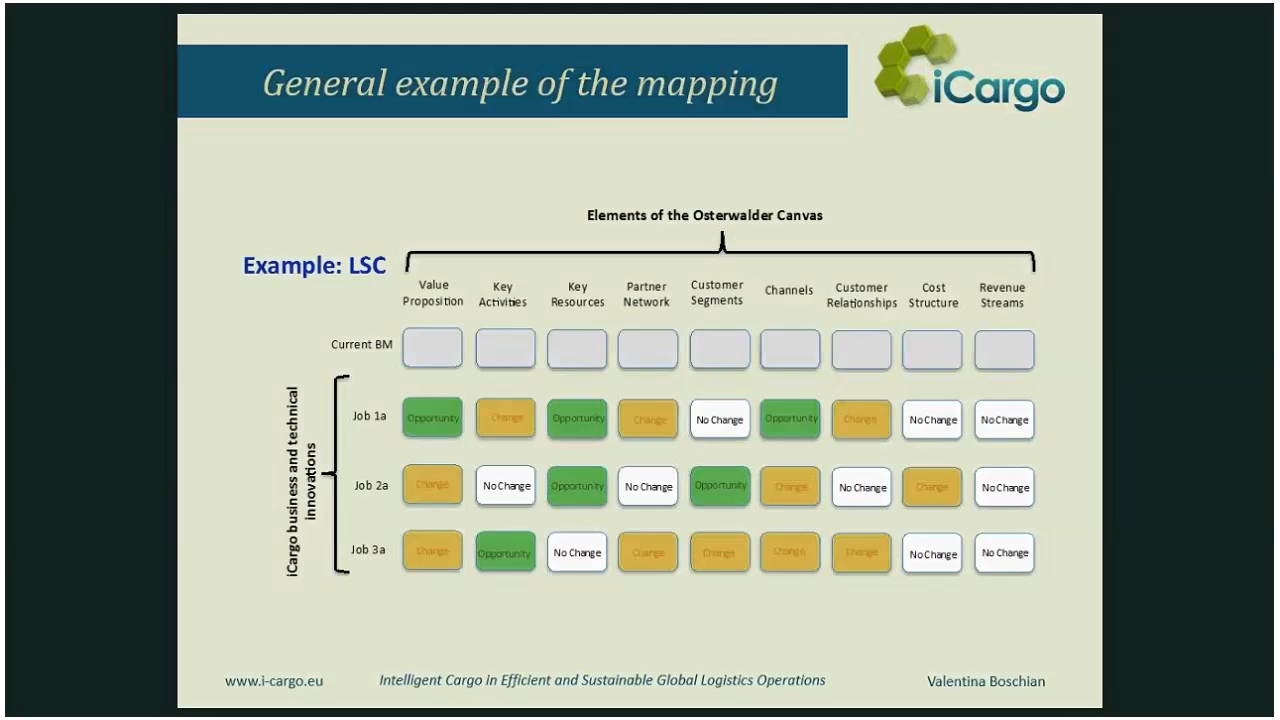 General example of the mapping
iCargo
Elements of the Osterwalder Canvas
Example: LSC
Value Proposition
Key Activities
Key Resources
Partner Network
Customer Segments
Channels
Customer Relationships
Cost Structure
Revenue Streams
Current BM
iCargo business and technical innovations
Job 1a
Opportunity
Change
Opportunity
Change
No Change
Opportunity
Change
No Change
No Change
Job 2a
Change
No Change
Opportunity
No Change
Opportunity
Change
No Change
Change
No Change
Job 3a
Change
Opportunity
No Change
Change
Change
Change
Change
No Change
No Change
www.i-cargo.eu
Intelligent Cargo in Efficient and Sustainable Global Logistics Operations
Valentina Boschian